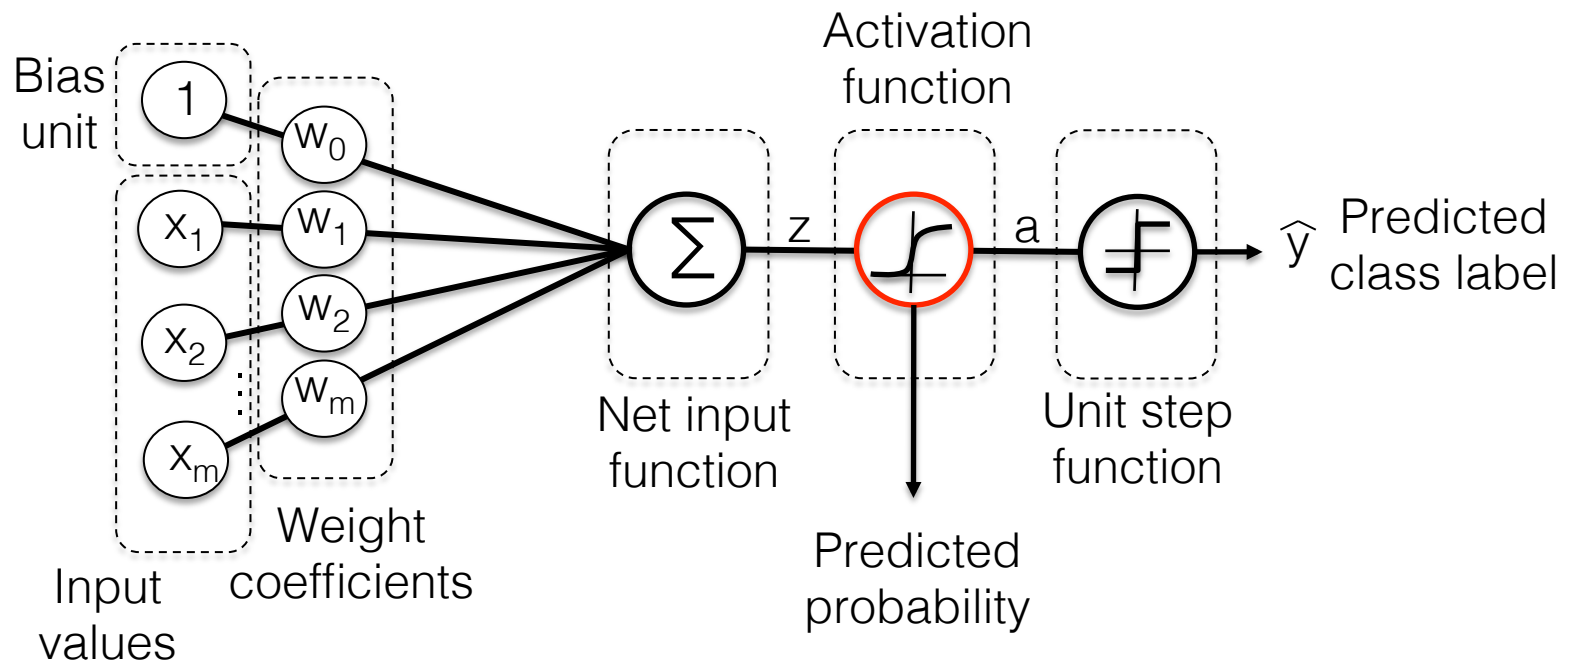 Activation
function
Bias
unit
1
w0
x1
w1
x2
w2
xm
wm
∑
z
a
ŷ
Predicted
class label
Net input
function
Unit step
function
Weight
coefficients
Predicted
probability
Input
values